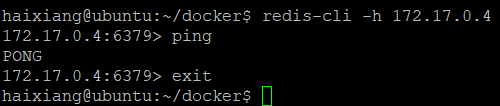 haixiang@ubuntu:~/docker$ redis-cli -h 172.17.0.4
172.17.0.4:6379> ping
PONG
172.17.0.4:6379> exit
haixiang@ubuntu:~/docker$